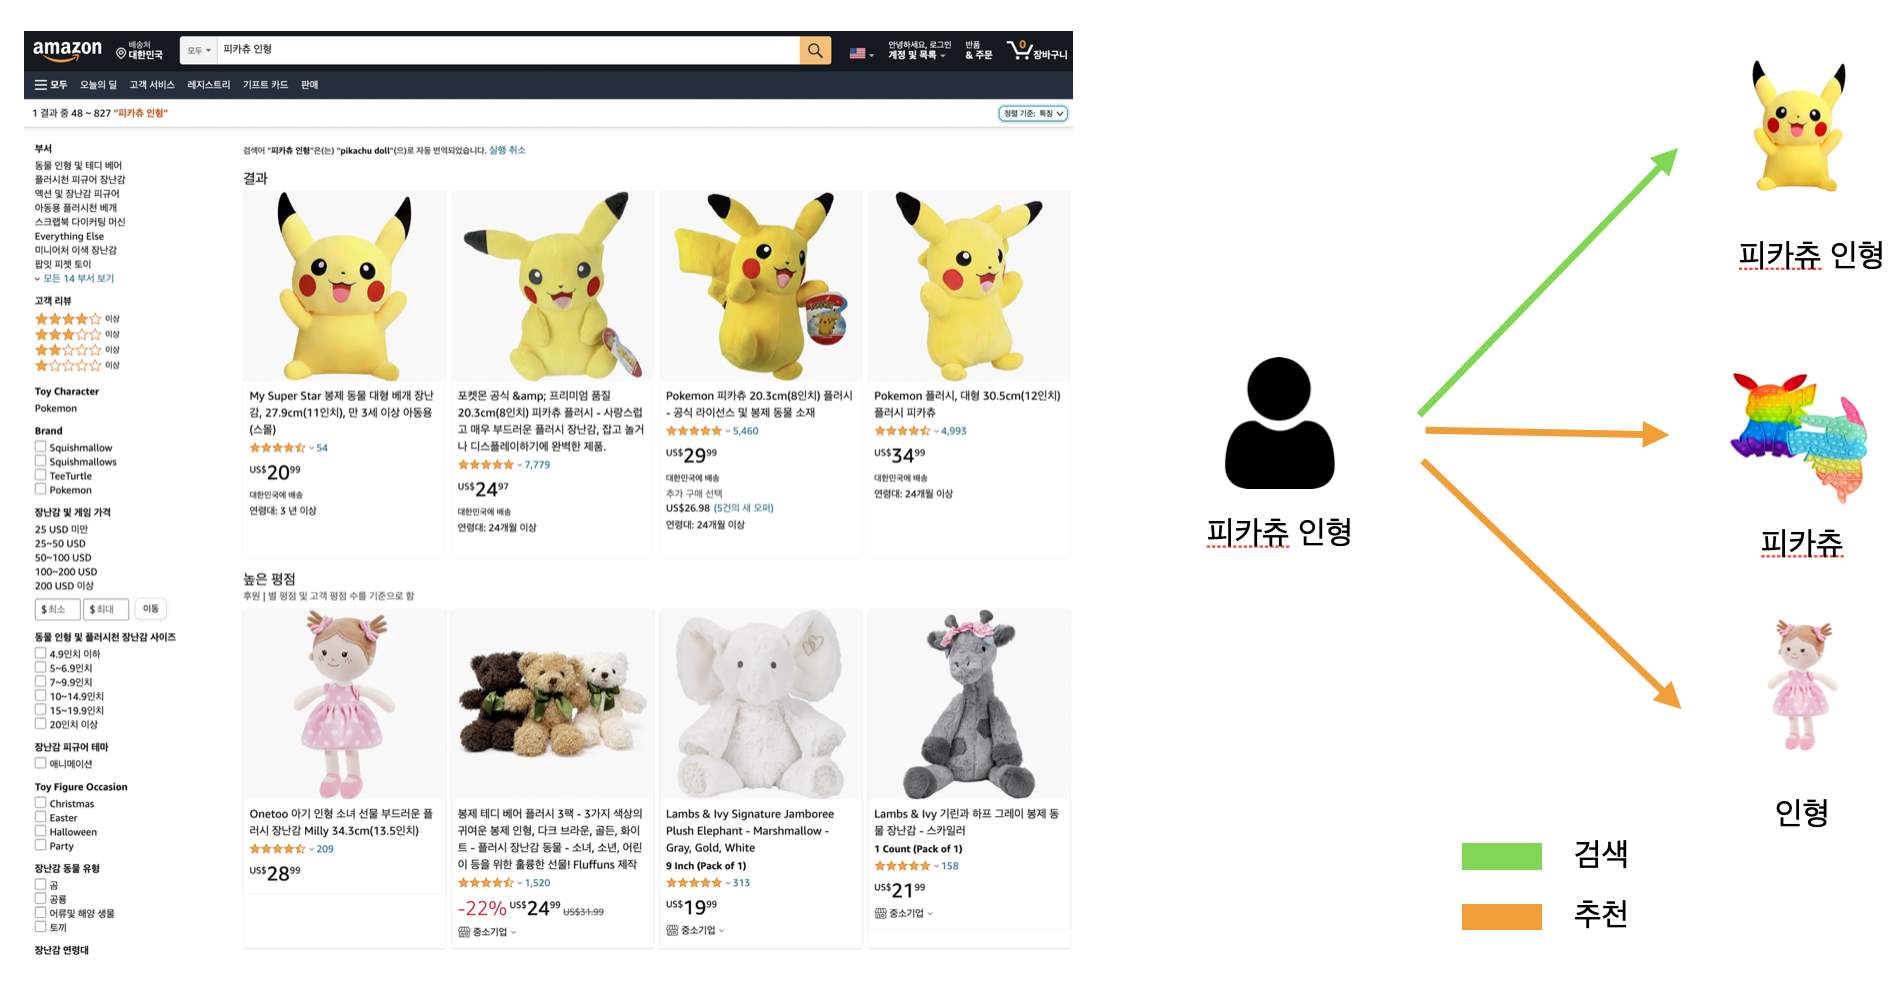 amazon
배송처
대한민국
모두
피카츄 인형
안녕하세요, 로그인
계정 및 목록
반품
& 주문
0
장바구니
모두
오늘의 딜
고객 서비스
레지스트리
기프트 카드
판매
1 결과 중 48 ~ 827 "피카츄 인형"
정렬 기준: 특징
부서
동물 인형 및 테디 베어
플러시천 피규어 장난감
액션 및 장난감 피규어
아동용 플러시천 베개
스크랩북 다이커팅 머신
Everything Else
미니어처 이색 장난감
팝잇 피젯 토이
모든 14 부서 보기
고객 리뷰
이상
이상
이상
이상
Toy Character
Pokemon
Brand
Squishmallow
Squishmallows
TeeTurtle
Pokemon
장난감 및 게임 가격
25 USD 미만
25~50 USD
50~100 USD
100~200 USD
200 USD 이상
$ 최소
$ 최대
이동
동물 인형 및 플러시천 장난감 사이즈
4.9인치 이하
5~6.9인치
7~9.9인치
10~14.9인치
15~19.9인치
20인치 이상
장난감 피규어 테마
애니메이션
Toy Figure Occasion
Christmas
Easter
Halloween
Party
장난감 동물 유형
곰
공룡
어류및 해양 생물
토끼
장난감 연령대
검색어 "피카츄 인형"은(는) "pikachu doll"(으)로 자동 번역되었습니다. 실행 취소
결과
My Super Star 봉제 동물 대형 베개 장난
감, 27.9cm(11인치), 만 3세 이상 아동용
(스몰)
54
US$20.99
대한민국에 배송
연령대: 3 년 이상
포켓몬 공식 &amp; 프리미엄 품질
20.3cm(8인치) 피카츄 플러시 - 사랑스럽
고 매우 부드러운 플러시 장난감, 잡고 놀거
나 디스플레이하기에 완벽한 제품.
7,779
US$24.97
대한민국에 배송
연령대: 24개월 이상
Pokemon 피카츄 20.3cm(8인치) 플러시
- 공식 라이선스 및 봉제 동물 소재
5,460
US$29.99
대한민국에 배송
추가 구매 선택
US$26.98 (5건의 새 오퍼)
연령대: 24개월 이상
Pokemon 플러시, 대형 30.5cm(12인치)
플러시 피카츄
4,993
US$34.99
대한민국에 배송
연령대: 24개월 이상
높은 평점
후원 | 별 평점 및 고객 평점 수를 기준으로 함
Onetoo 아기 인형 소녀 선물 부드러운 플
러시 장난감 Milly 34.3cm(13.5인치)
209
US$28.99
봉제 테디 베어 플러시 3팩 - 3가지 색상의
귀여운 봉제 인형, 다크 브라운, 골든, 화이
트 - 플러시 장난감 동물 - 소녀, 소년, 어린
이 등을 위한 훌륭한 선물! Fluffuns 제작
1,520
-22% US$24.99 US$31.99
중소기업
Lambs & Ivy Signature Jamboree
Plush Elephant - Marshmallow -
Gray, Gold, White
9 Inch (Pack of 1)
313
US$19.99
중소기업
Lambs & Ivy 기린과 하프 그레이 봉제 동
물 장난감 - 스카일러
1 Count (Pack of 1)
158
US$21.99
중소기업
피카츄 인형
피카츄 인형
피카츄
인형
검색
추천